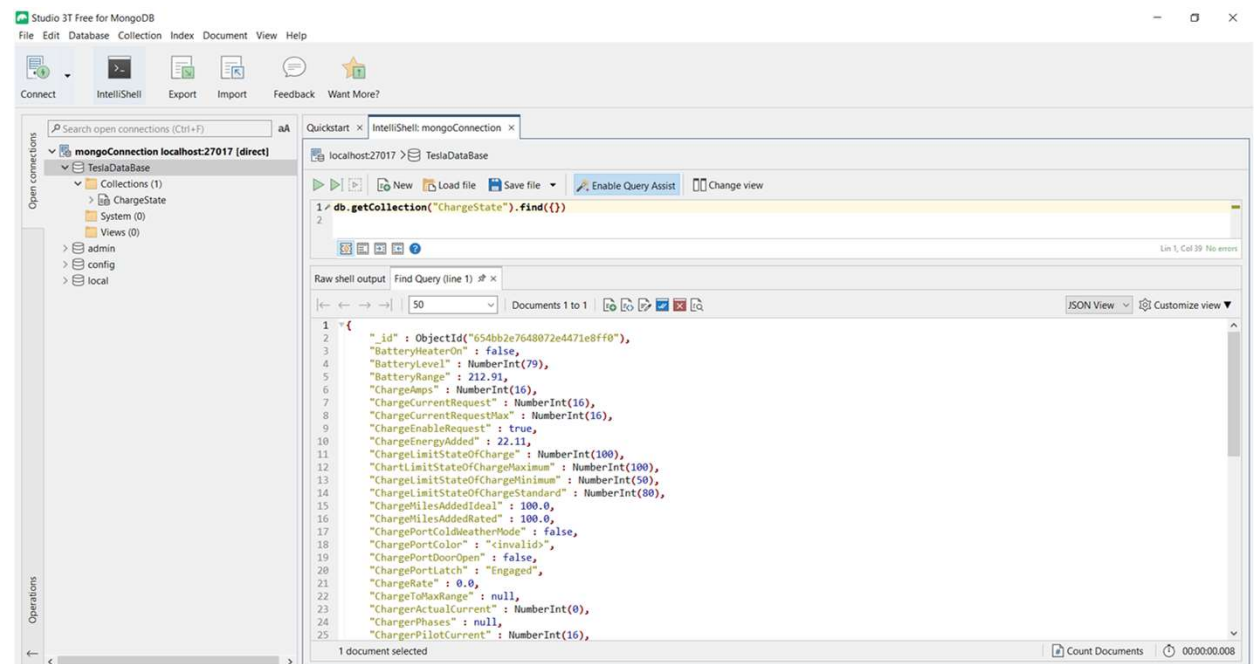 Studio 3T Free for MongoDB
File Edit Database Collection Index Document View Help
Connect IntelliShell Export Import Feedback Want More?
Open connections
Search open connections (Ctrl+F) aA
mongoConnection localhost:27017 [direct]
TeslaDataBase
Collections (1)
ChargeState
System (0)
Views (0)
admin
config
local
Operations
Quickstart IntelliShell: mongoConnection
localhost:27017 TeslaDataBase
New Load file Save file Enable Query Assist Change view
1 db.getCollection("ChargeState").find({})
2
Lin 1, Col 39 No errors
Raw shell output Find Query (line 1)
50 Documents 1 to 1 JSON View Customize view
1 {
2 "_id" : ObjectId("654bb2e7648072e4471e8ff0"),
3 "BatteryHeaterOn" : false,
4 "BatteryLevel" : NumberInt(79),
5 "BatteryRange" : 212.91,
6 "ChargeAmps" : NumberInt(16),
7 "ChargeCurrentRequest" : NumberInt(16),
8 "ChargeCurrentRequestMax" : NumberInt(16),
9 "ChargeEnableRequest" : true,
10 "ChargeEnergyAdded" : 22.11,
11 "ChargeLimitStateOfCharge" : NumberInt(100),
12 "ChartLimitStateOfChargeMaximum" : NumberInt(100),
13 "ChargeLimitStateOfChargeMinimum" : NumberInt(50),
14 "ChargeLimitStateOfChargeStandard" : NumberInt(80),
15 "ChargeMilesAddedIdeal" : 100.0,
16 "ChargeMilesAddedRated" : 100.0,
17 "ChargePortColdWeatherMode" : false,
18 "ChargePortColor" : "<invalid>",
19 "ChargePortDoorOpen" : false,
20 "ChargePortLatch" : "Engaged",
21 "ChargeRate" : 0.0,
22 "ChargeToMaxRange" : null,
23 "ChargerActualCurrent" : NumberInt(0),
24 "ChargerPhases" : null,
25 "ChargerPilotCurrent" : NumberInt(16),
1 document selected Count Documents 00:00:00.008